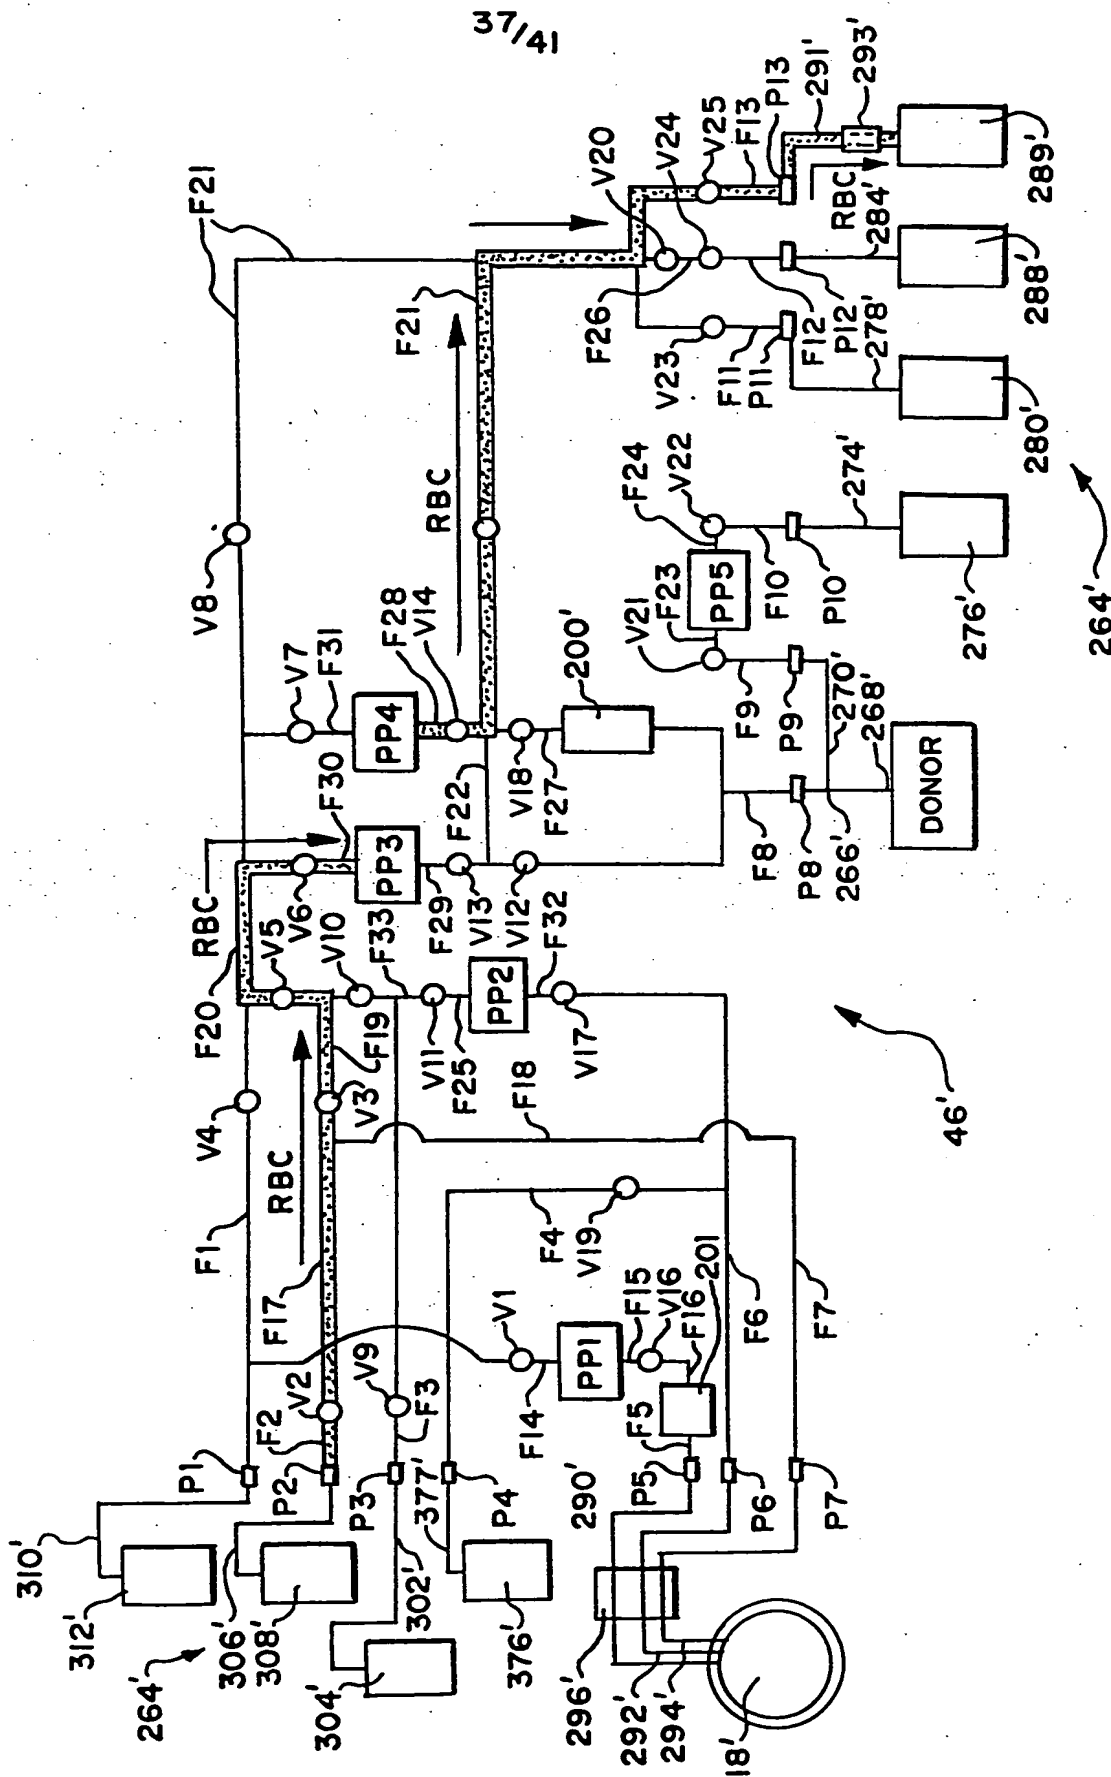 37/41
F21
V8
F21
RBC
V20
V24
V25
F13
P13
291'
293'
RBC
284'
289'
288'
280'
264'
F26
V23
F11
P11
F12
P12
278'
V7
F31
PP4
F28
V14
F22
V18
F27
200'
F24
V22
PP5
F23
V21
F10
P10
274'
276'
F9
P9
270'
268'
DONOR
F8
P8
266'
RBC
F20
V5
V6
F30
PP3
F29
V13
V12
V10
F33
V11
F25
PP2
F32
V17
F19
V3
V4
F1
RBC
F17
F18
46'
F4
V19
V1
F14
PP1
F15
V16
F16
201
F5
F6
F7
V2
F2
V9
F3
P1
P2
P3
377'
P4
P5
290'
P6
P7
310'
312'
306'
308'
264'
302'
304'
376'
296'
292'
294'
18'